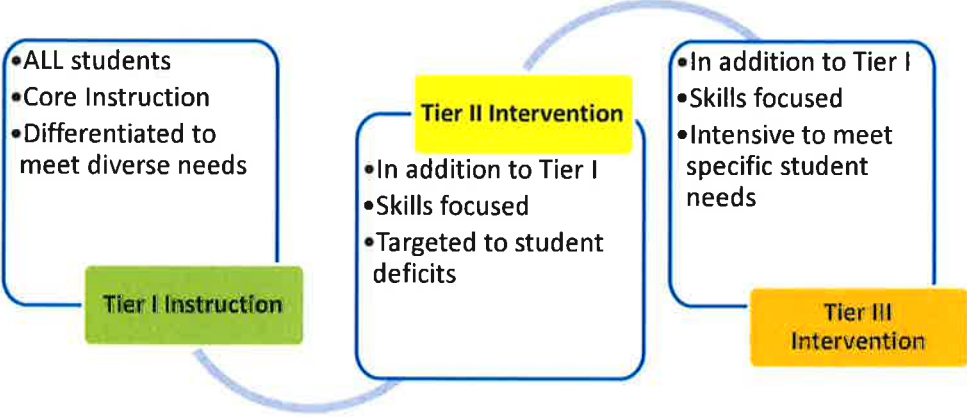 •ALL students
•Core Instruction
•Differentiated to
meet diverse needs
Tier I Instruction
Tier II Intervention
•In addition to Tier I
•Skills focused
•Targeted to student
deficits
•In addition to Tier I
•Skills focused
•Intensive to meet
specific student
needs
Tier III
Intervention